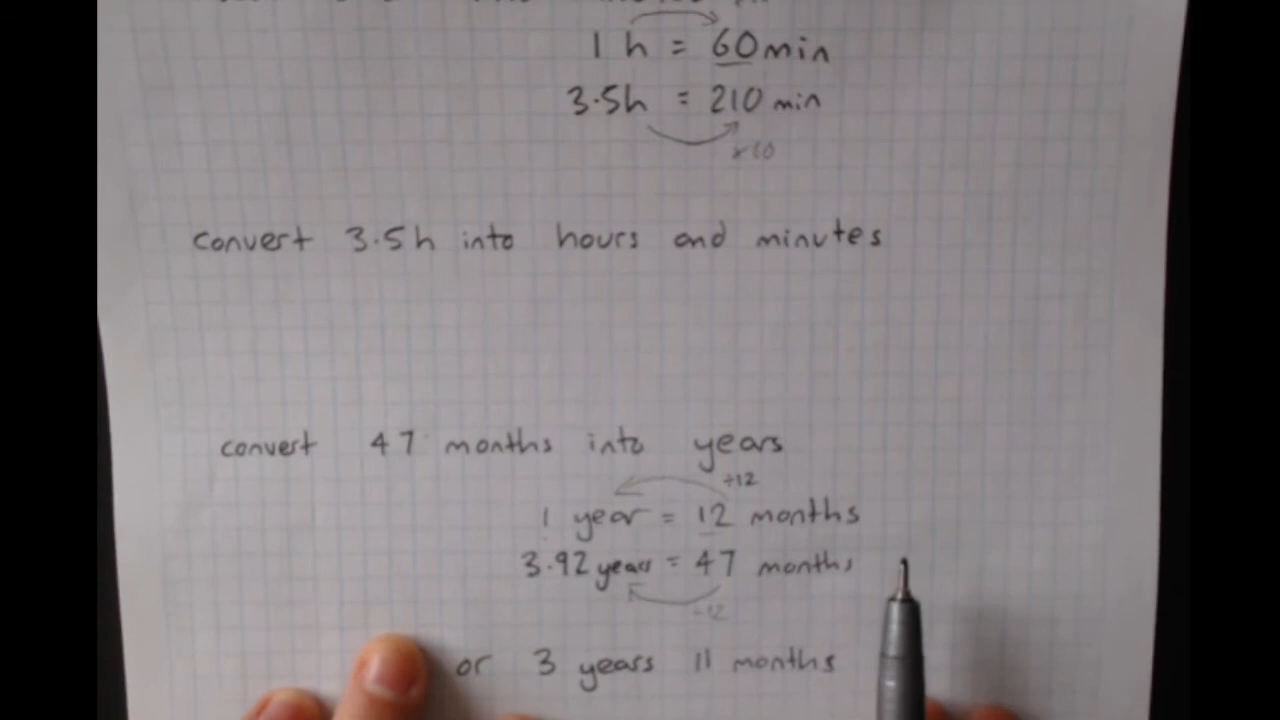 1 h = 60 min
3.5h = 210 min
×60
convert 3.5h into hours and minutes
convert 47 months into years
÷12
1 year = 12 months
3.92 years = 47 months
÷12
or 3 years 11 months